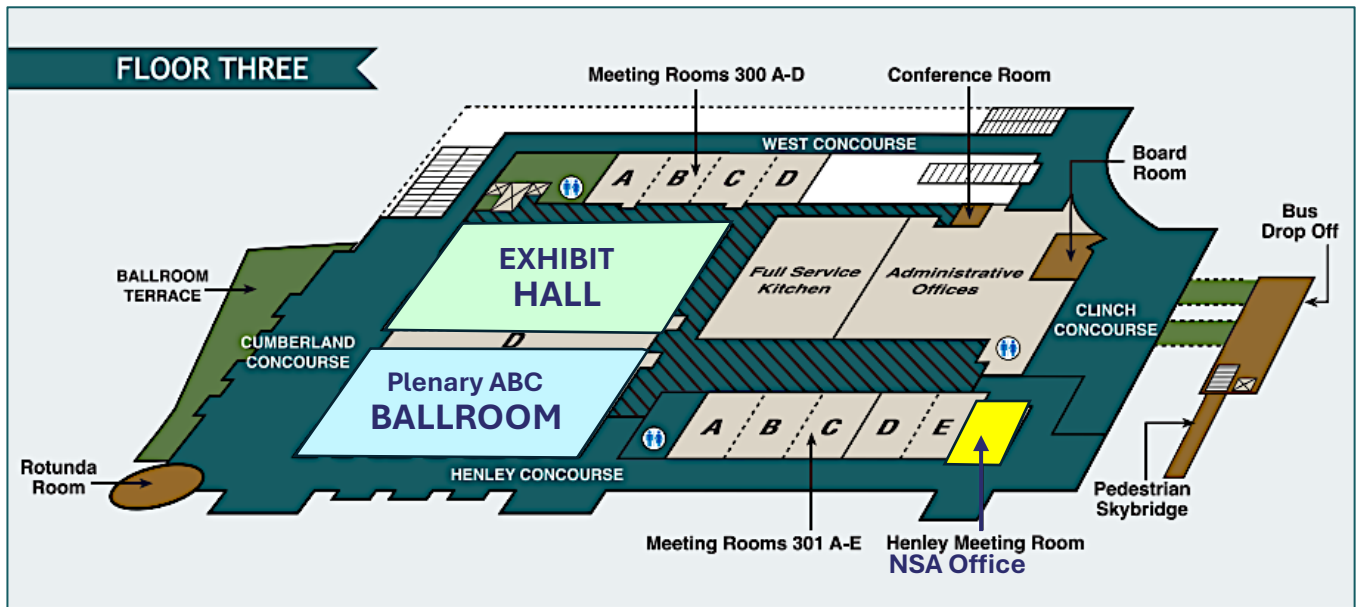 FLOOR THREE
Meeting Rooms 300 A-D
Conference Room
WEST CONCOURSE
Board
Room
A B C D
Bus
Drop Off
EXHIBIT
HALL
BALLROOM
TERRACE
Full Service
Kitchen
Administrative
Offices
CLINCH
CONCOURSE
CUMBERLAND
CONCOURSE
D
Plenary ABC
BALLROOM
A B C D E
Rotunda
Room
HENLEY CONCOURSE
Pedestrian
Skybridge
Meeting Rooms 301 A-E
Henley Meeting Room
NSA Office